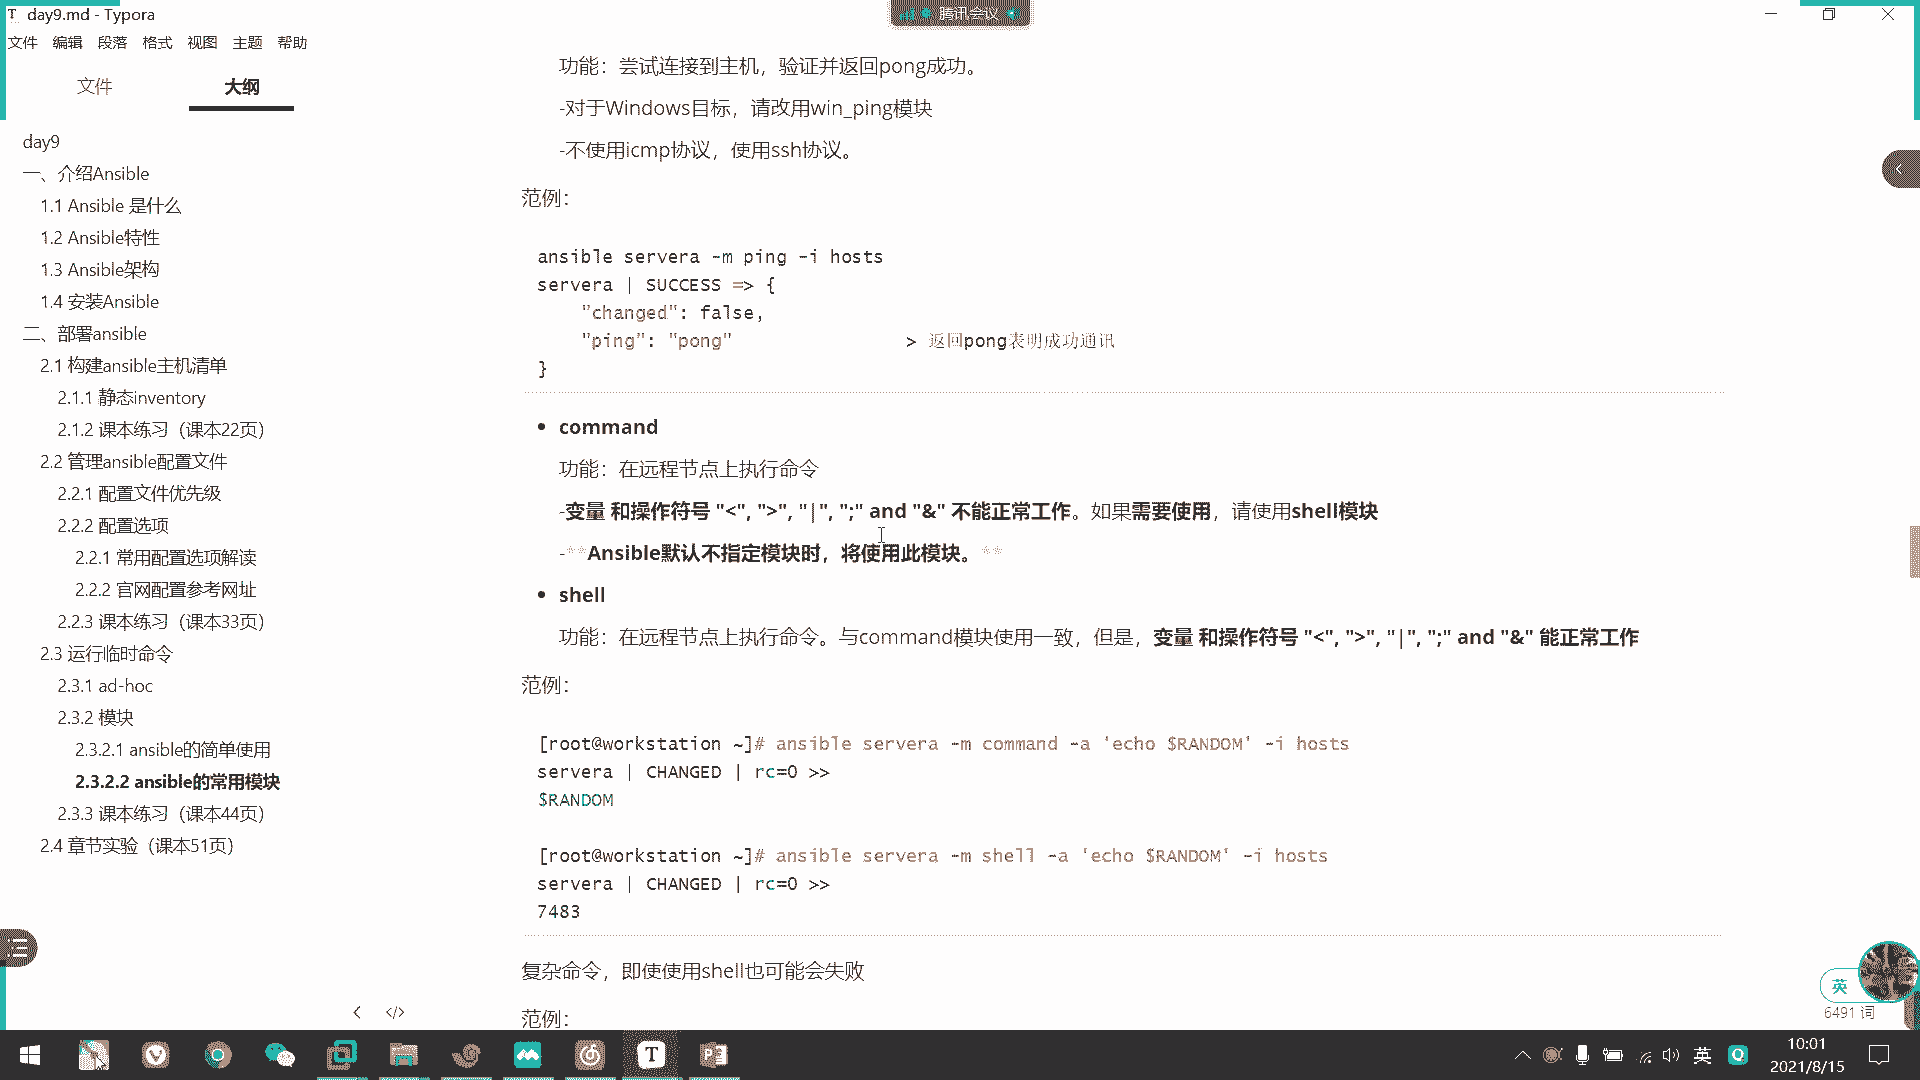 day9.md - Typora
腾讯会议
文件 编辑 段落 格式 视图 主题 帮助
文件 大纲
day9
一、介绍Ansible
1.1 Ansible 是什么
1.2 Ansible特性
1.3 Ansible架构
1.4 安装Ansible
二、部署ansible
2.1 构建ansible主机清单
2.1.1 静态inventory
2.1.2 课本练习（课本22页）
2.2 管理ansible配置文件
2.2.1 配置文件优先级
2.2.2 配置选项
2.2.1 常用配置选项解读
2.2.2 官网配置参考网址
2.2.3 课本练习（课本33页）
2.3 运行临时命令
2.3.1 ad-hoc
2.3.2 模块
2.3.2.1 ansible的简单使用
2.3.2.2 ansible的常用模块
2.3.3 课本练习（课本44页）
2.4 章节实验（课本51页）
功能：尝试连接到主机，验证并返回pong成功。
-对于Windows目标，请改用win_ping模块
-不使用icmp协议，使用ssh协议。
范例：
ansible servera -m ping -i hosts
servera | SUCCESS => {
"changed": false,
"ping": "pong" > 返回pong表明成功通讯
}
• command
功能：在远程节点上执行命令
-变量 和操作符号 "<", ">", "|", ";" and "&" 不能正常工作。如果需要使用，请使用shell模块
-**Ansible默认不指定模块时，将使用此模块。**
• shell
功能：在远程节点上执行命令。与command模块使用一致，但是，变量 和操作符号 "<", ">", "|", ";" and "&" 能正常工作
范例：
[root@workstation ~]# ansible servera -m command -a 'echo $RANDOM' -i hosts
servera | CHANGED | rc=0 >>
$RANDOM
[root@workstation ~]# ansible servera -m shell -a 'echo $RANDOM' -i hosts
servera | CHANGED | rc=0 >>
7483
复杂命令，即使使用shell也可能会失败
范例：
英
6491 词
英
10:01
2021/8/15